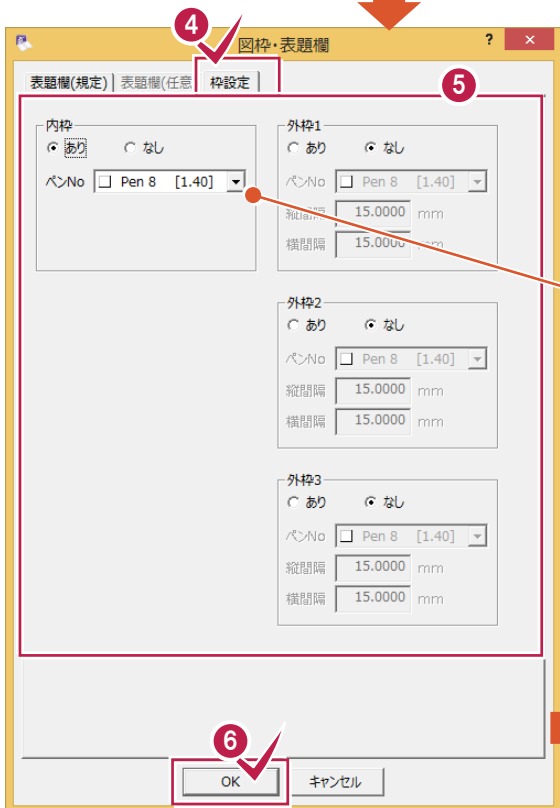 4
図枠・表題欄 ? ×
表題欄(規定) 表題欄(任意 枠設定
5
内枠
あり なし
ペンNo Pen 8 [1.40]
外枠1
あり なし
ペンNo Pen 8 [1.40]
縦間隔 15.0000 mm
横間隔 15.0000 mm
外枠2
あり なし
ペンNo Pen 8 [1.40]
縦間隔 15.0000 mm
横間隔 15.0000 mm
外枠3
あり なし
ペンNo Pen 8 [1.40]
縦間隔 15.0000 mm
横間隔 15.0000 mm
6
OK キャンセル